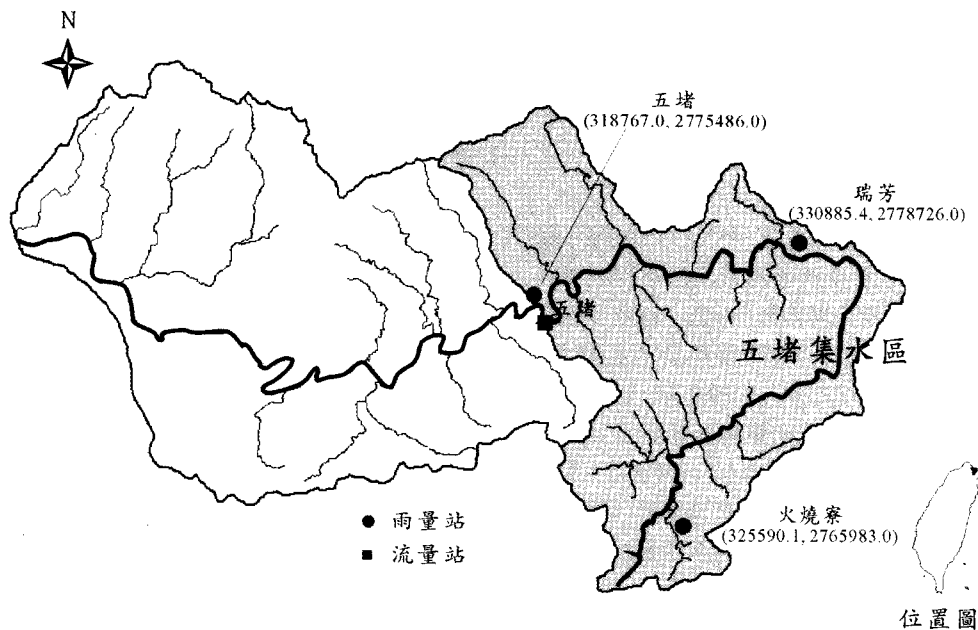 N
五堵
(318767.0, 2775486.0)
瑞芳
(330885.4, 2778726.0)
五堵
五堵集水區
雨量站
流量站
火燒寮
(325590.1, 2765983.0)
位置圖